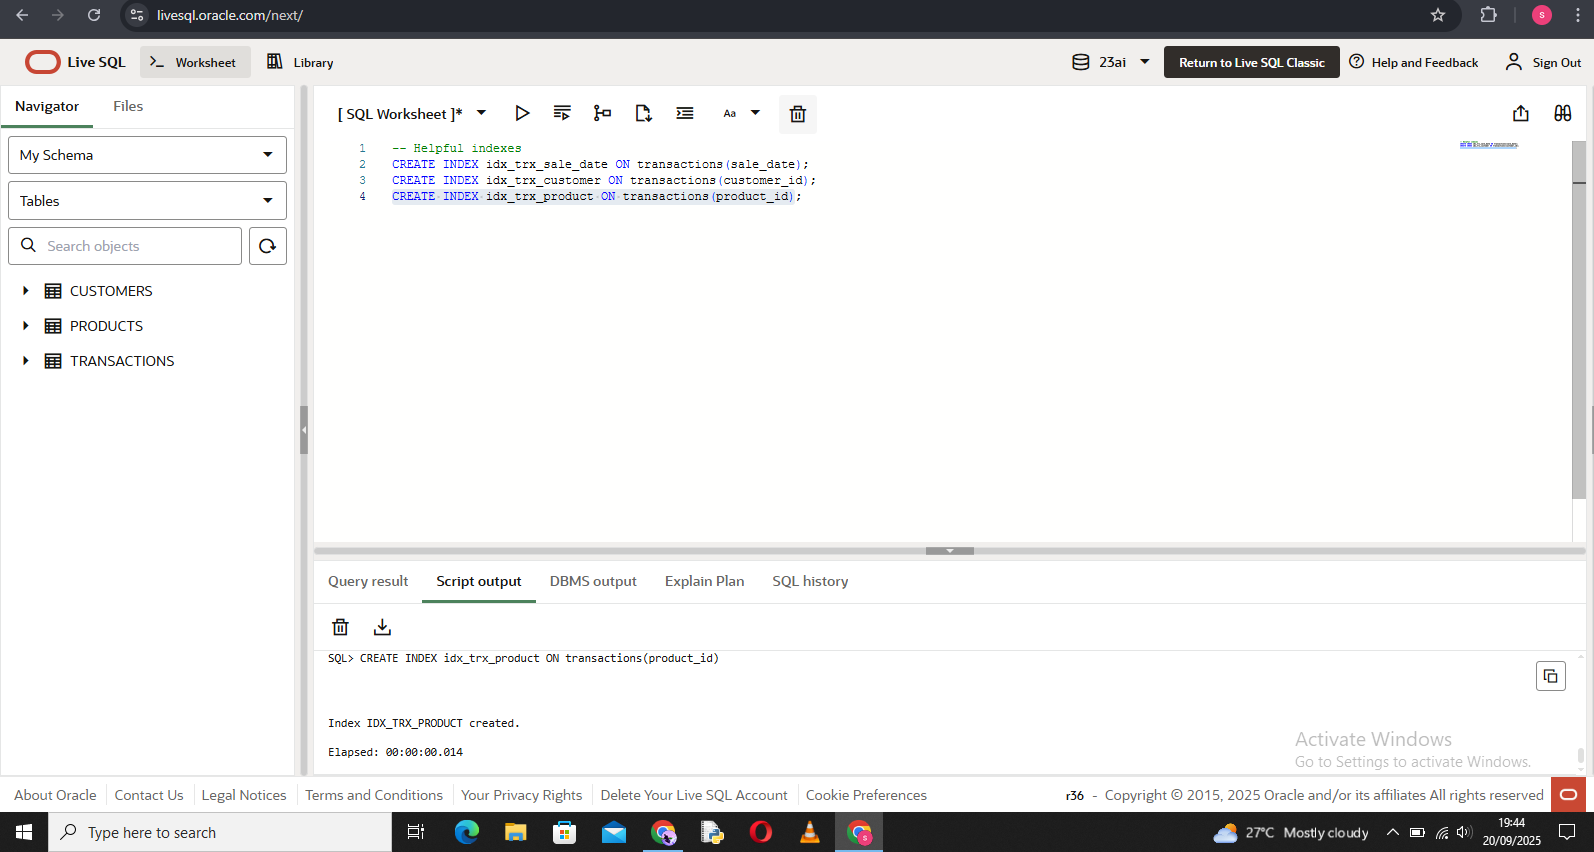 livesql.oracle.com/next/
S
Live SQL
Worksheet
Library
23ai
Return to Live SQL Classic
Help and Feedback
Sign Out
Navigator
Files
My Schema
Tables
Search objects
CUSTOMERS
PRODUCTS
TRANSACTIONS
[ SQL Worksheet ]*
Aa
1 -- Helpful indexes
2 CREATE INDEX idx_trx_sale_date ON transactions(sale_date);
3 CREATE INDEX idx_trx_customer ON transactions(customer_id);
4 CREATE INDEX idx_trx_product ON transactions(product_id);
Query result
Script output
DBMS output
Explain Plan
SQL history
SQL> CREATE INDEX idx_trx_product ON transactions(product_id)
Index IDX_TRX_PRODUCT created.
Elapsed: 00:00:00.014
Activate Windows
Go to Settings to activate Windows.
About Oracle
Contact Us
Legal Notices
Terms and Conditions
Your Privacy Rights
Delete Your Live SQL Account
Cookie Preferences
r36 - Copyright © 2015, 2025 Oracle and/or its affiliates All rights reserved
Type here to search
27°C Mostly cloudy
19:44
20/09/2025